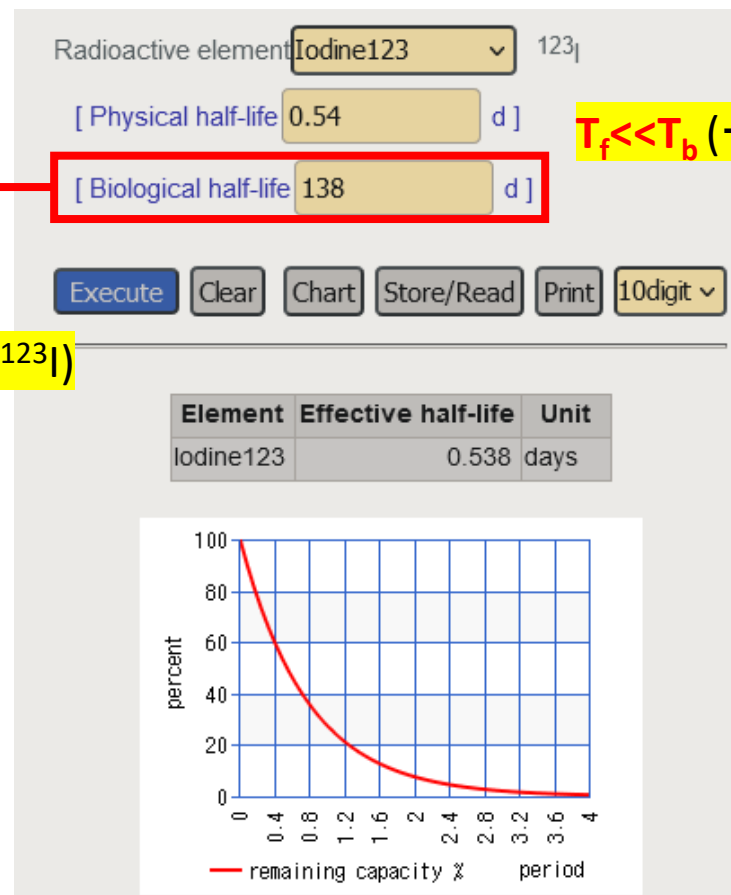 Radioactive element Iodine123 ¹²³I
[ Physical half-life 0.54 d ]
T_f<<T_b (
[ Biological half-life 138 d ]
Execute Clear Chart Store/Read Print 10digit
¹²³I)
Element Effective half-life Unit
Iodine123 0.538 days
100
80
60
40
20
0
percent
0 0.4 0.8 1.2 1.6 2 2.4 2.8 3.2 3.6 4
remaining capacity % period